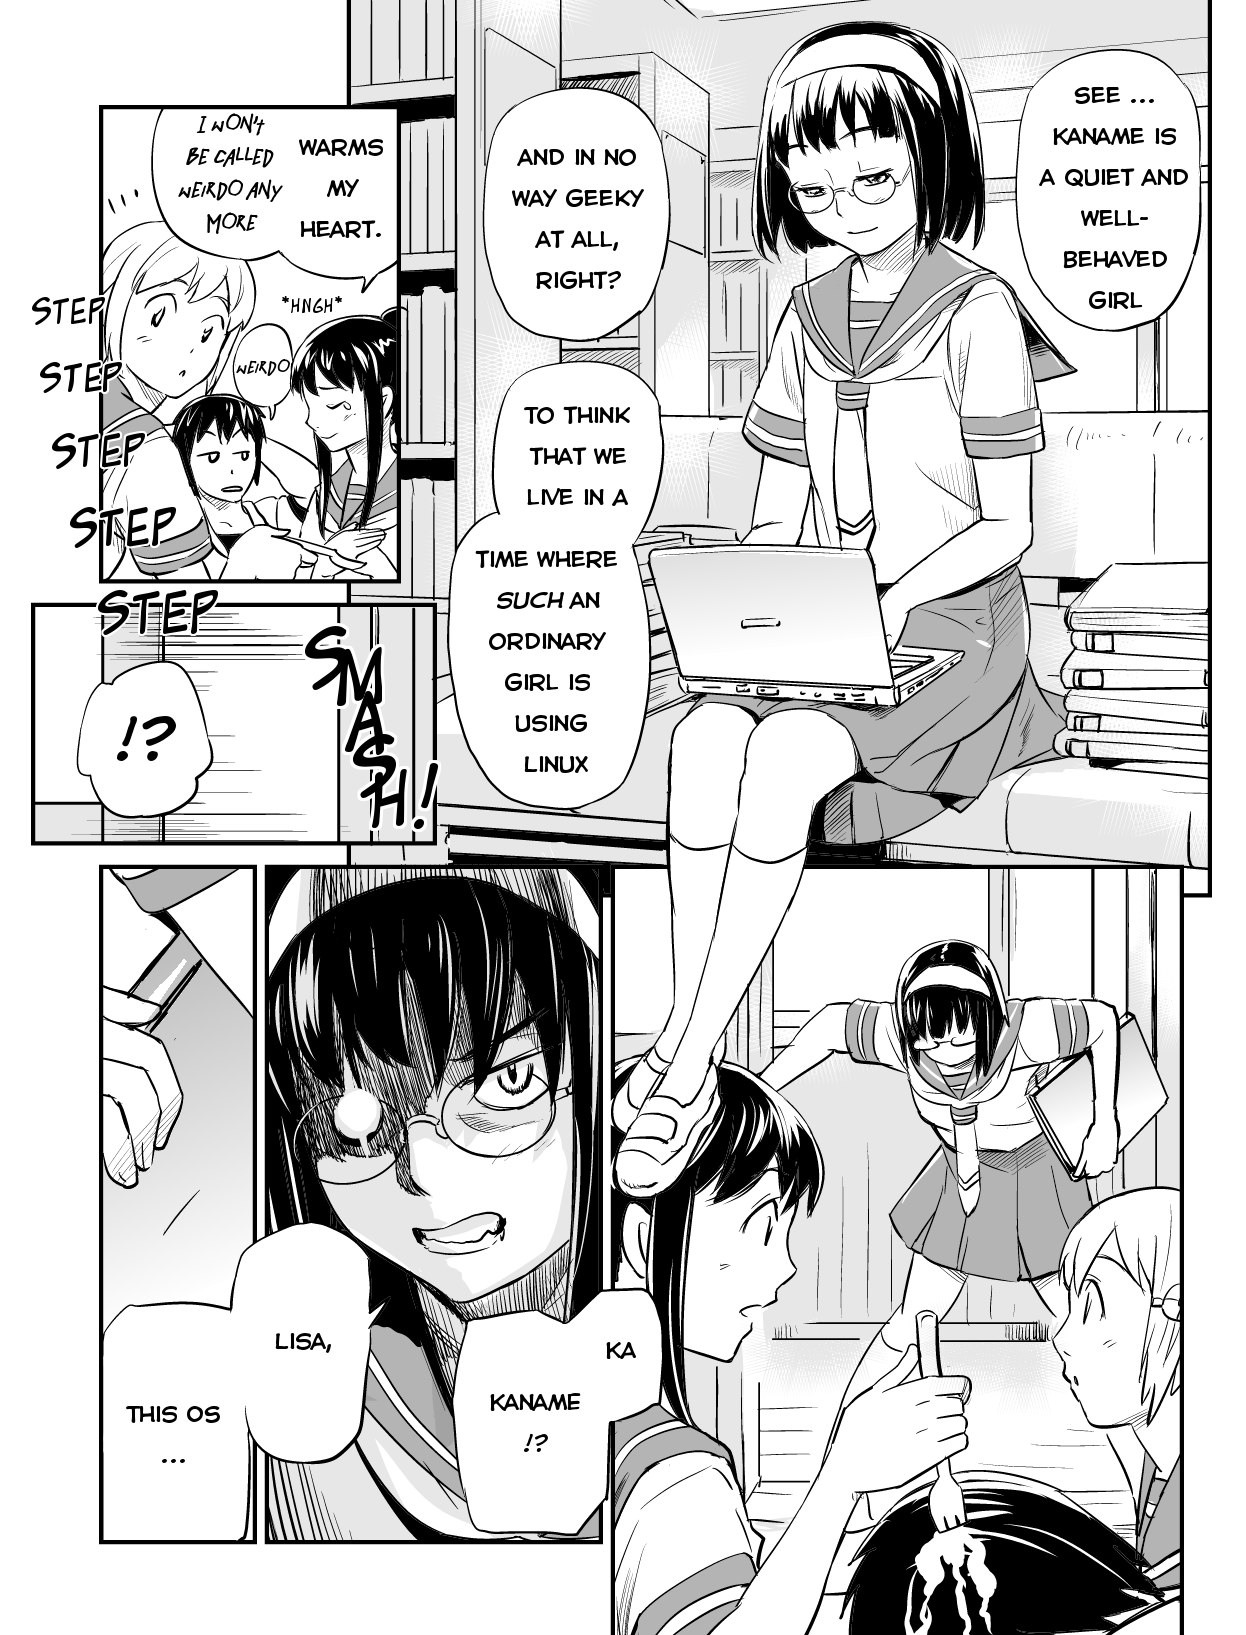 SEE ...
KANAME IS
A QUIET AND
WELL-
BEHAVED
GIRL
AND IN NO
WAY GEEKY
AT ALL,
RIGHT?
TO THINK
THAT WE
LIVE IN A
TIME WHERE
SUCH AN
ORDINARY
GIRL IS
USING
LINUX
WARMS
MY
HEART.
I WON'T
BE CALLED
WEIRDO ANY
MORE
*HNGH*
WEIRDO
STEP
STEP
STEP
STEP
STEP
SMASH!
!?
KA
KANAME
!?
LISA,
THIS OS
...